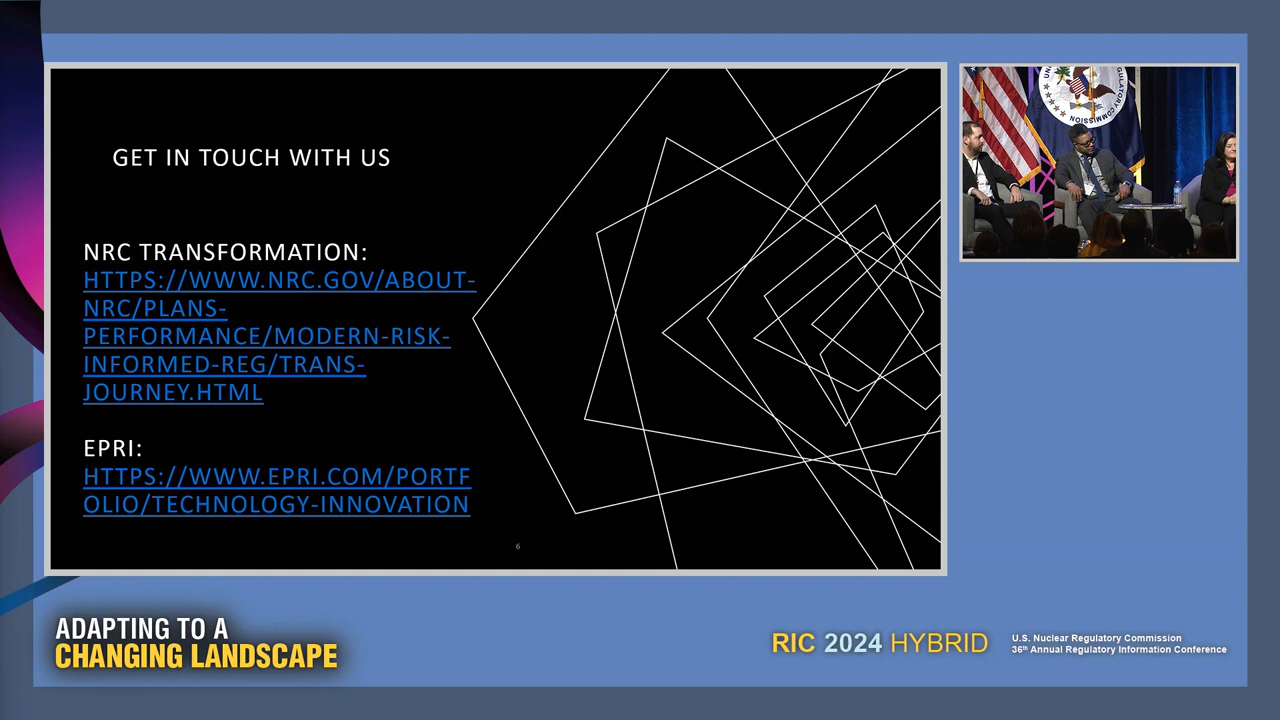 GET IN TOUCH WITH US
NRC TRANSFORMATION:
HTTPS://WWW.NRC.GOV/ABOUT-
NRC/PLANS-
PERFORMANCE/MODERN-RISK-
INFORMED-REG/TRANS-
JOURNEY.HTML
EPRI:
HTTPS://WWW.EPRI.COM/PORTF
OLIO/TECHNOLOGY-INNOVATION
6
ADAPTING TO A
CHANGING LANDSCAPE
RIC 2024 HYBRID
U.S. Nuclear Regulatory Commission
36th Annual Regulatory Information Conference